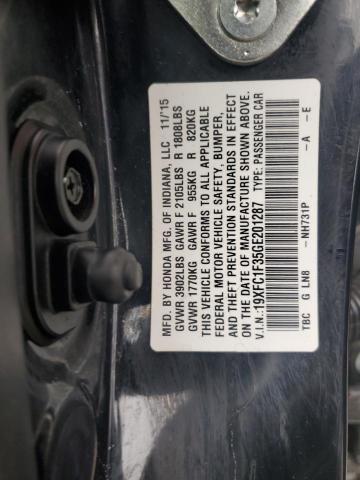 MFD. BY HONDA MFG. OF INDIANA, LLC 11/15
GVWR 3902LBS GAWR F 2105LBS R 1808LBS
GVWR 1770KG GAWR F 955KG R 820KG
THIS VEHICLE CONFORMS TO ALL APPLICABLE
FEDERAL MOTOR VEHICLE SAFETY, BUMPER,
AND THEFT PREVENTION STANDARDS IN EFFECT
ON THE DATE OF MANUFACTURE SHOWN ABOVE.
V.I.N.: 19XFC1F35GE201287 TYPE: PASSENGER CAR
TBC G LN8 -NH731P -A -E